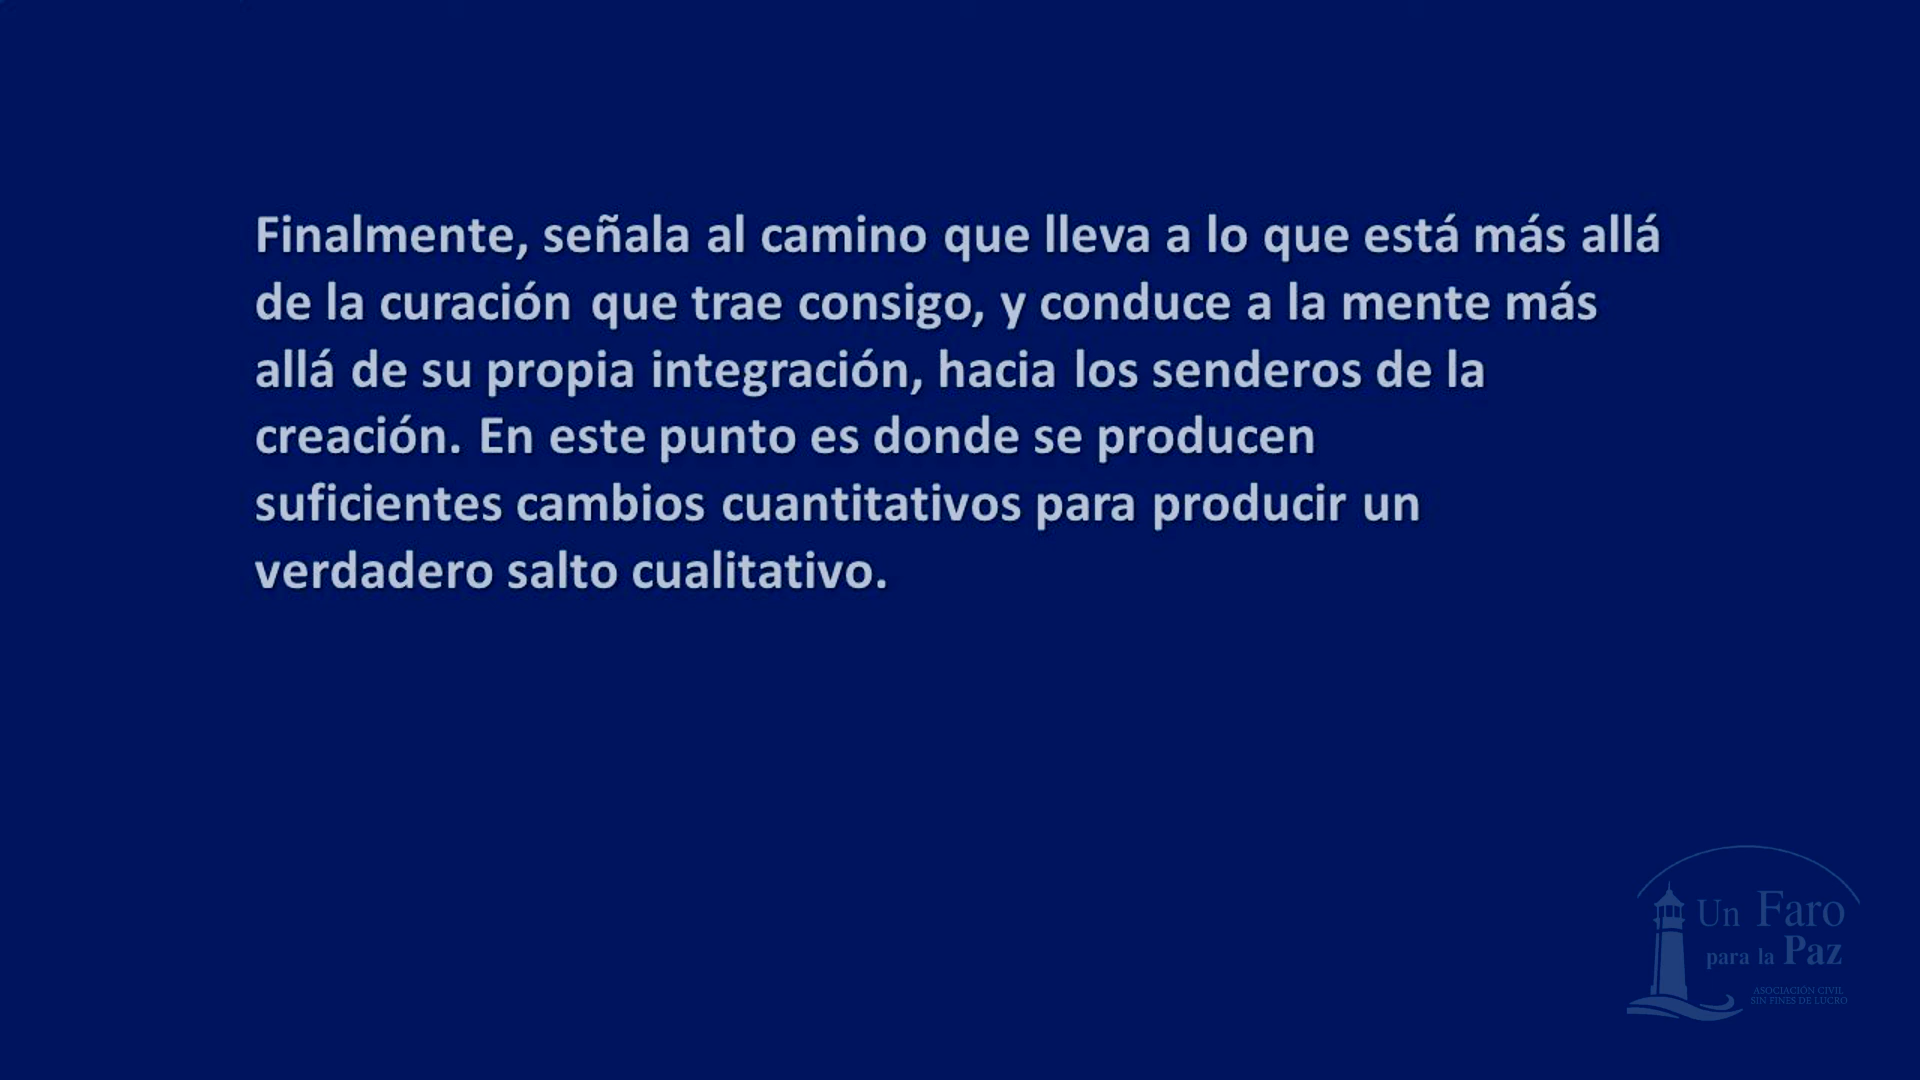 Finalmente, señala al camino que lleva a lo que está más allá
de la curación que trae consigo, y conduce a la mente más
allá de su propia integración, hacia los senderos de la
creación. En este punto es donde se producen
suficientes cambios cuantitativos para producir un
verdadero salto cualitativo.
Un Faro
para la Paz
ASOCIACIÓN CIVIL
SIN FINES DE LUCRO